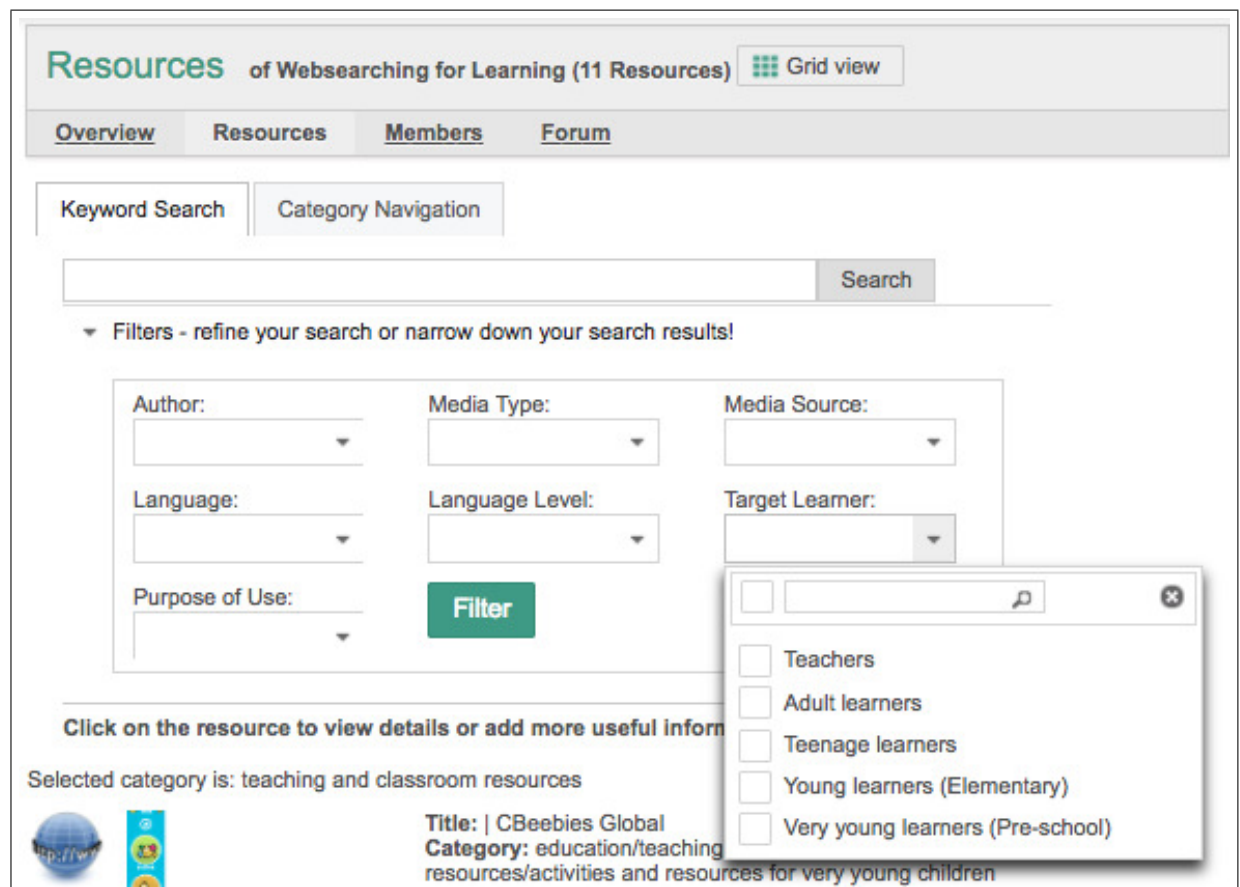 Resources of Websearching for Learning (11 Resources) Grid view
Overview Resources Members Forum
Keyword Search Category Navigation
Search
Filters - refine your search or narrow down your search results!
Author: Media Type: Media Source:
Language: Language Level: Target Learner:
Purpose of Use: Filter
Teachers
Adult learners
Teenage learners
Young learners (Elementary)
Very young learners (Pre-school)
Click on the resource to view details or add more useful inform
Selected category is: teaching and classroom resources
Title: | CBeebies Global
Category: education/teaching
resources/activities and resources for very young children